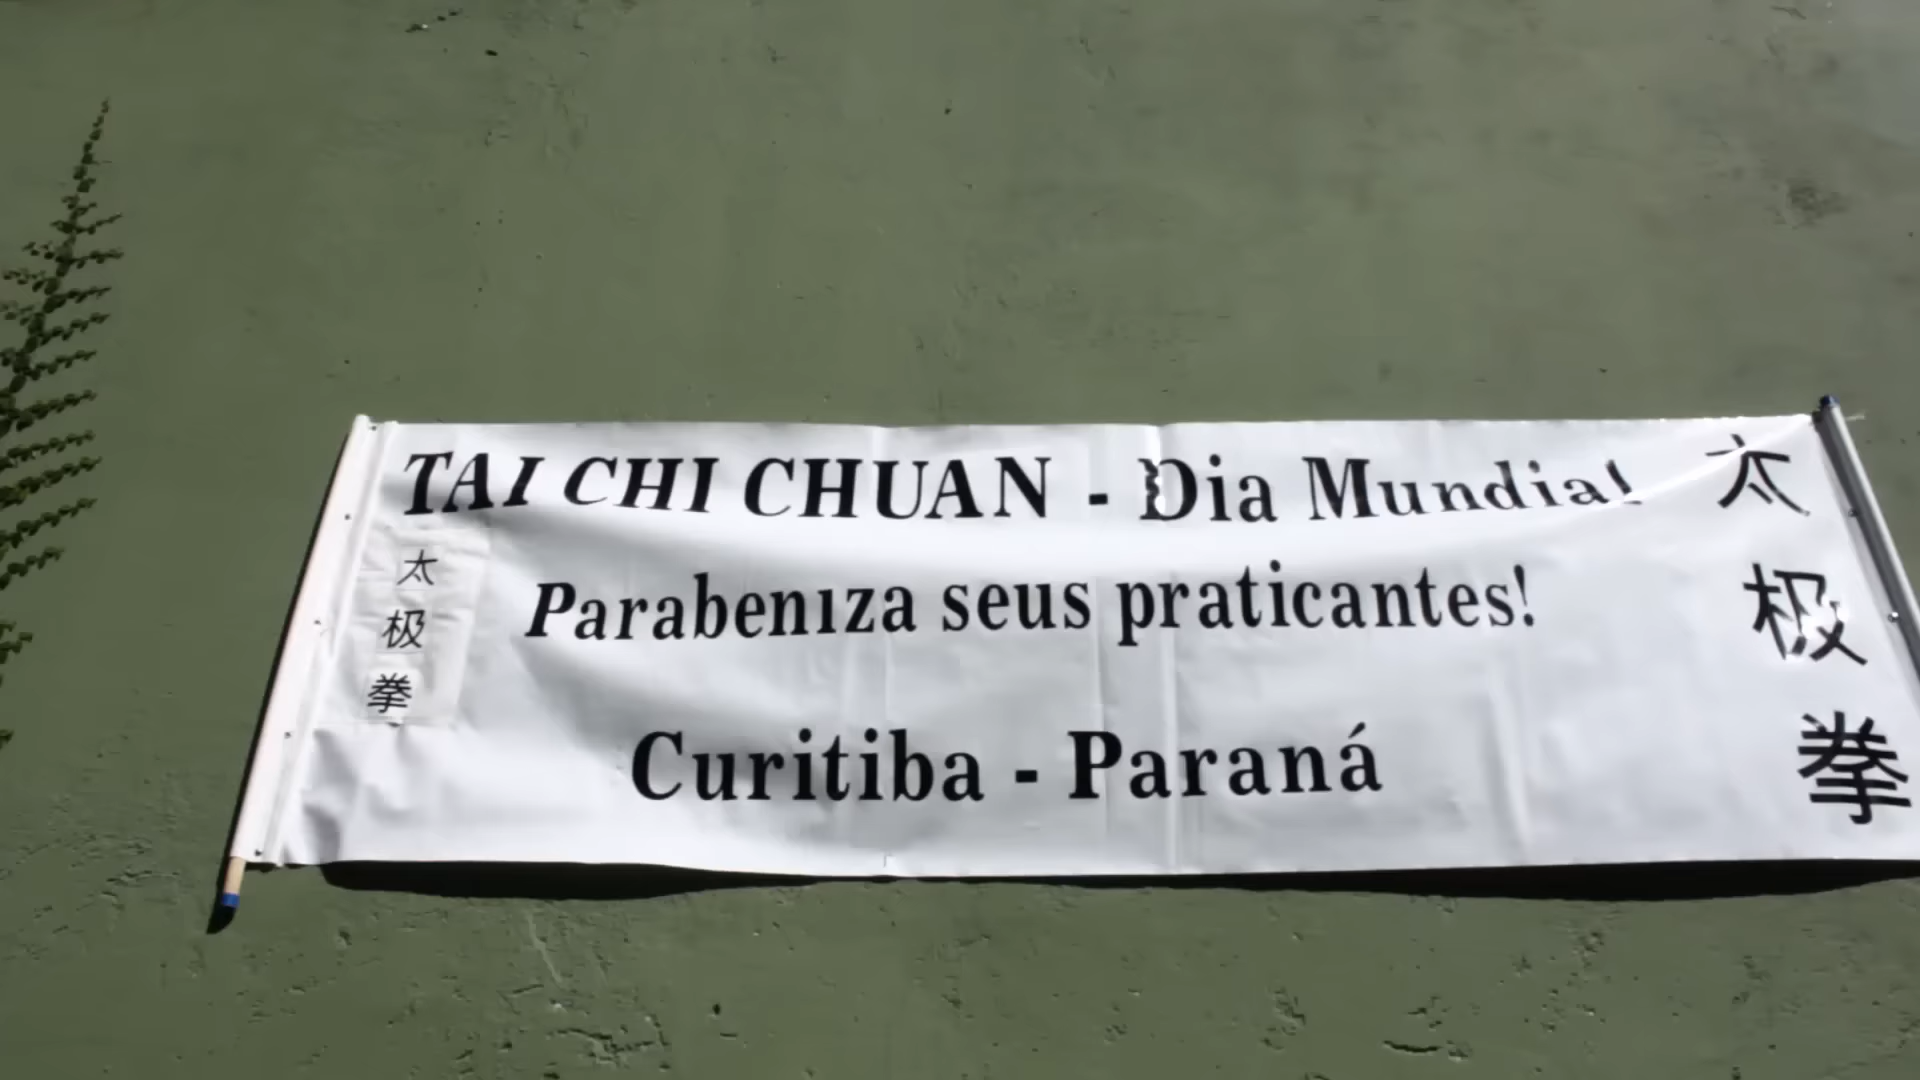 TAI CHI CHUAN - Dia Mundial
Parabeniza seus praticantes!
Curitiba - Paraná
太
极
拳
太
极
拳